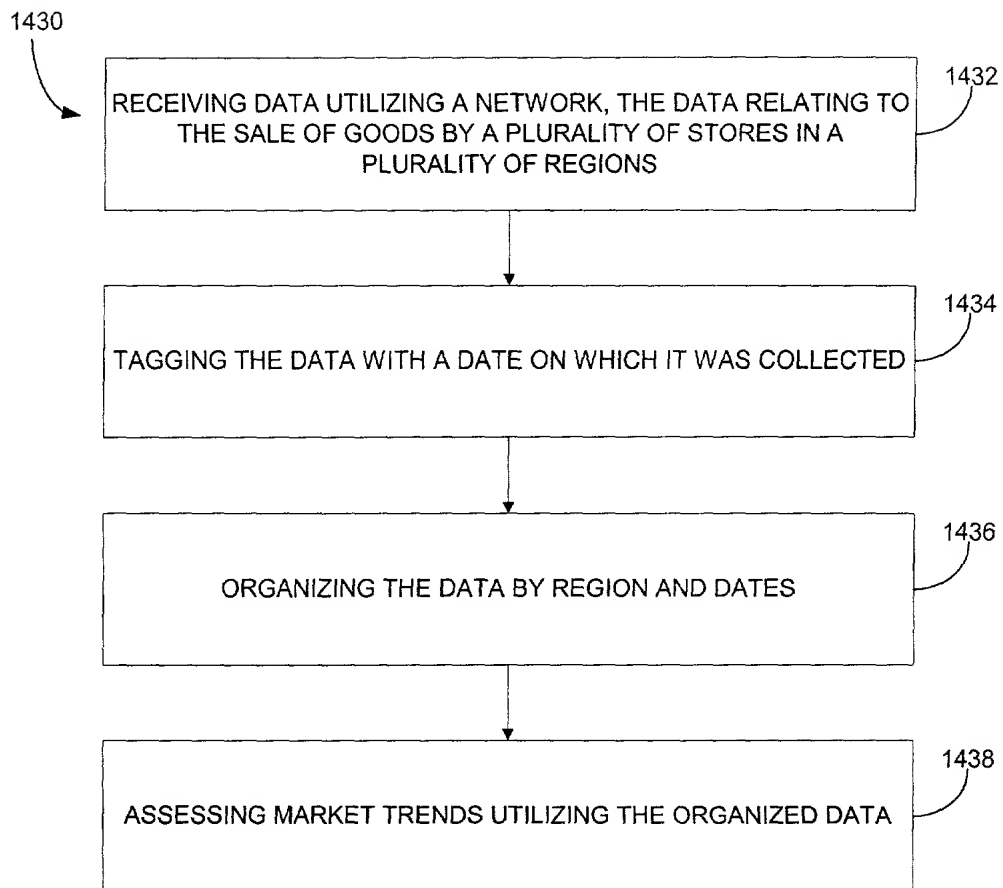 1430
RECEIVING DATA UTILIZING A NETWORK, THE DATA RELATING TO
THE SALE OF GOODS BY A PLURALITY OF STORES IN A
PLURALITY OF REGIONS
1432
TAGGING THE DATA WITH A DATE ON WHICH IT WAS COLLECTED
1434
ORGANIZING THE DATA BY REGION AND DATES
1436
ASSESSING MARKET TRENDS UTILIZING THE ORGANIZED DATA
1438